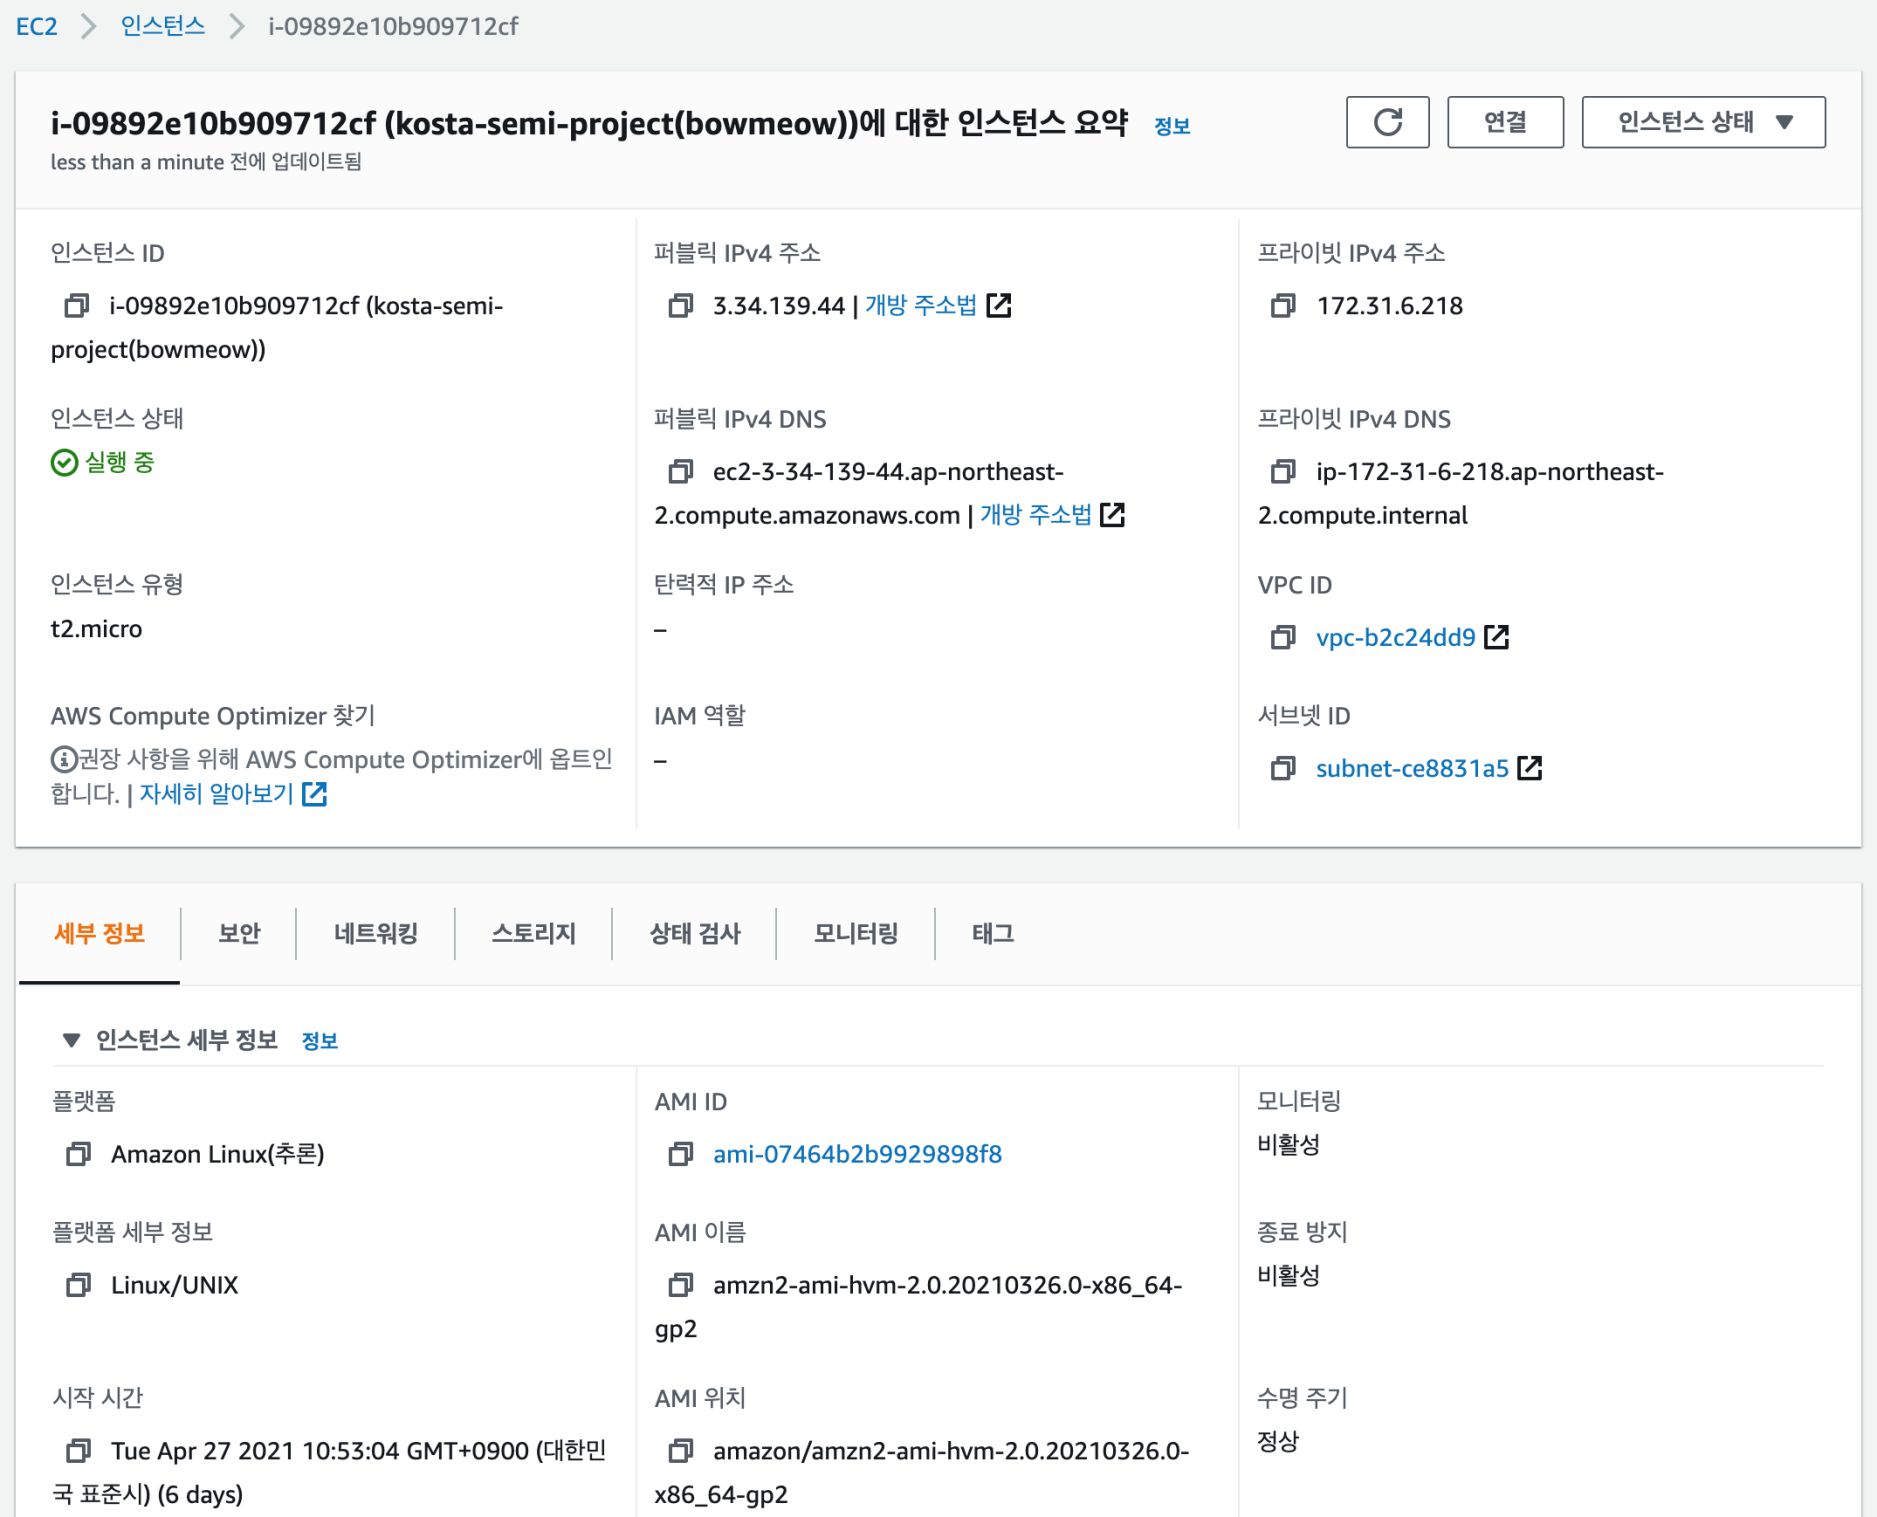 EC2 > 인스턴스 > i-09892e10b909712cf
i-09892e10b909712cf (kosta-semi-project(bowmeow))에 대한 인스턴스 요약 정보
less than a minute 전에 업데이트됨
연결
인스턴스 상태
인스턴스 ID
i-09892e10b909712cf (kosta-semi-
project(bowmeow))
퍼블릭 IPv4 주소
3.34.139.44 | 개방 주소법
프라이빗 IPv4 주소
172.31.6.218
인스턴스 상태
실행 중
퍼블릭 IPv4 DNS
ec2-3-34-139-44.ap-northeast-
2.compute.amazonaws.com | 개방 주소법
프라이빗 IPv4 DNS
ip-172-31-6-218.ap-northeast-
2.compute.internal
인스턴스 유형
t2.micro
탄력적 IP 주소
–
VPC ID
vpc-b2c24dd9
AWS Compute Optimizer 찾기
권장 사항을 위해 AWS Compute Optimizer에 옵트인
합니다. | 자세히 알아보기
IAM 역할
–
서브넷 ID
subnet-ce8831a5
세부 정보
보안
네트워킹
스토리지
상태 검사
모니터링
태그
인스턴스 세부 정보 정보
플랫폼
Amazon Linux(추론)
AMI ID
ami-07464b2b9929898f8
모니터링
비활성
플랫폼 세부 정보
Linux/UNIX
AMI 이름
amzn2-ami-hvm-2.0.20210326.0-x86_64-
gp2
종료 방지
비활성
시작 시간
Tue Apr 27 2021 10:53:04 GMT+0900 (대한민
국 표준시) (6 days)
AMI 위치
amazon/amzn2-ami-hvm-2.0.20210326.0-
x86_64-gp2
수명 주기
정상